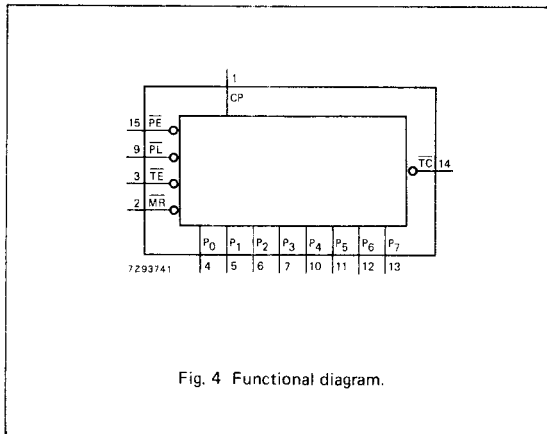 1
CP
15 PE
9 PL
3 TE
2 MR
TC 14
P0 P1 P2 P3 P4 P5 P6 P7
4 5 6 7 10 11 12 13
7293741
Fig. 4 Functional diagram.